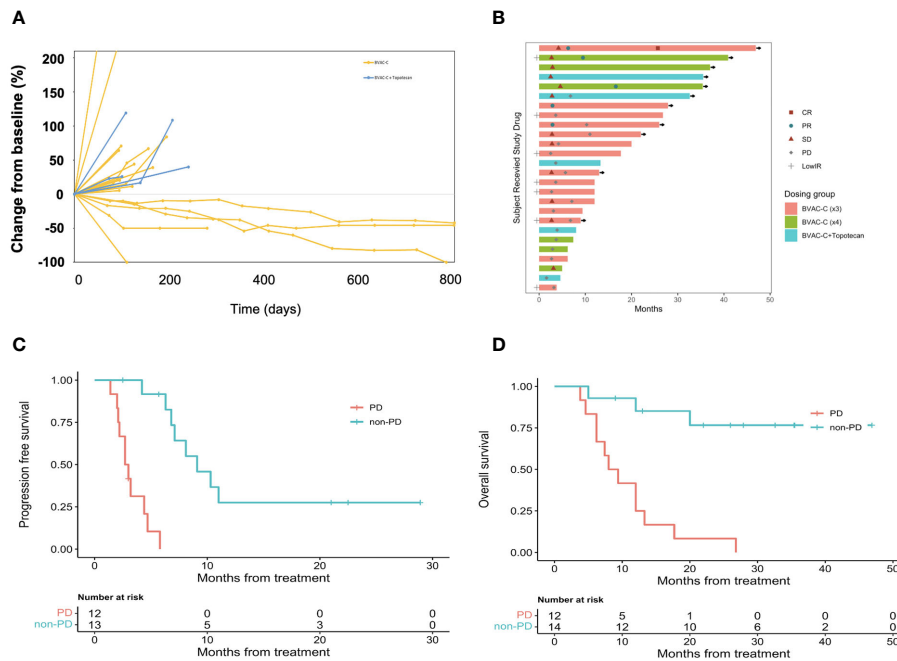 A
Change from baseline (%)
200
150
100
50
0
-50
-100
0
200
400
600
800
Time (days)
BVAC-C
BVAC-C+Topotecan
B
Subject Recevied Study Drug
0
10
20
30
40
50
Months
CR
PR
SD
PD
LowIR
Dosing group
BVAC-C (x3)
BVAC-C (x4)
BVAC-C+Topotecan
C
Progression free survival
1.00
0.75
0.50
0.25
0.00
PD
non-PD
0
10
20
30
Months from treatment
Number at risk
PD 12 0 0 0
non-PD 13 5 3 0
0 10 20 30
Months from treatment
D
Overall survival
1.00
0.75
0.50
0.25
0.00
PD
non-PD
0
10
20
30
40
50
Months from treatment
Number at risk
PD 12 5 1 0 0 0
non-PD 14 12 10 6 2 0
0 10 20 30 40 50
Months from treatment